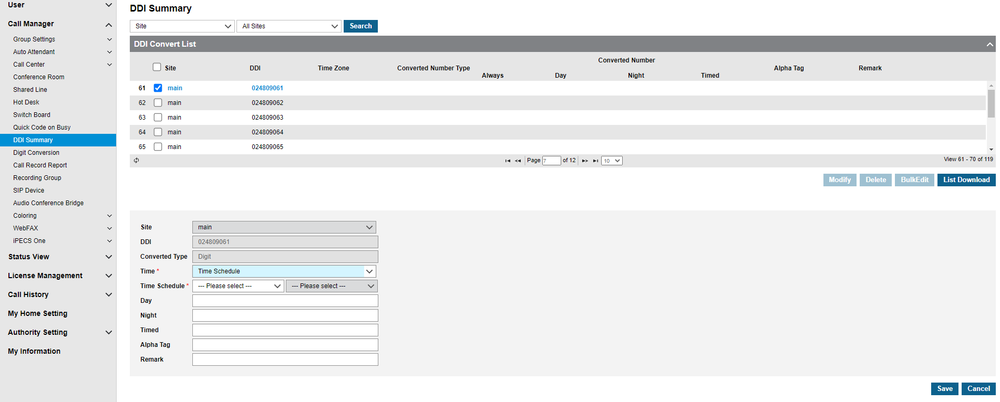 User
Call Manager
Group Settings
Auto Attendant
Call Center
Conference Room
Shared Line
Hot Desk
Switch Board
Quick Code on Busy
DDI Summary
Digit Conversion
Call Record Report
Recording Group
SIP Device
Audio Conference Bridge
Coloring
WebFAX
iPECS One
Status View
License Management
Call History
My Home Setting
Authority Setting
My Information
DDI Summary
Site All Sites Search
DDI Convert List
Converted Number
Site DDI Time Zone Converted Number Type Alpha Tag Remark
Always Day Night Timed
61 main 024809061
62 main 024809062
63 main 024809063
64 main 024809064
65 main 024809065
Page 7 of 12 10 View 61 - 70 of 119
Modify Delete BulkEdit List Download
Site main
DDI 024809061
Converted Type Digit
Time * Time Schedule
Time Schedule * --- Please select --- --- Please select ---
Day
Night
Timed
Alpha Tag
Remark
Save Cancel